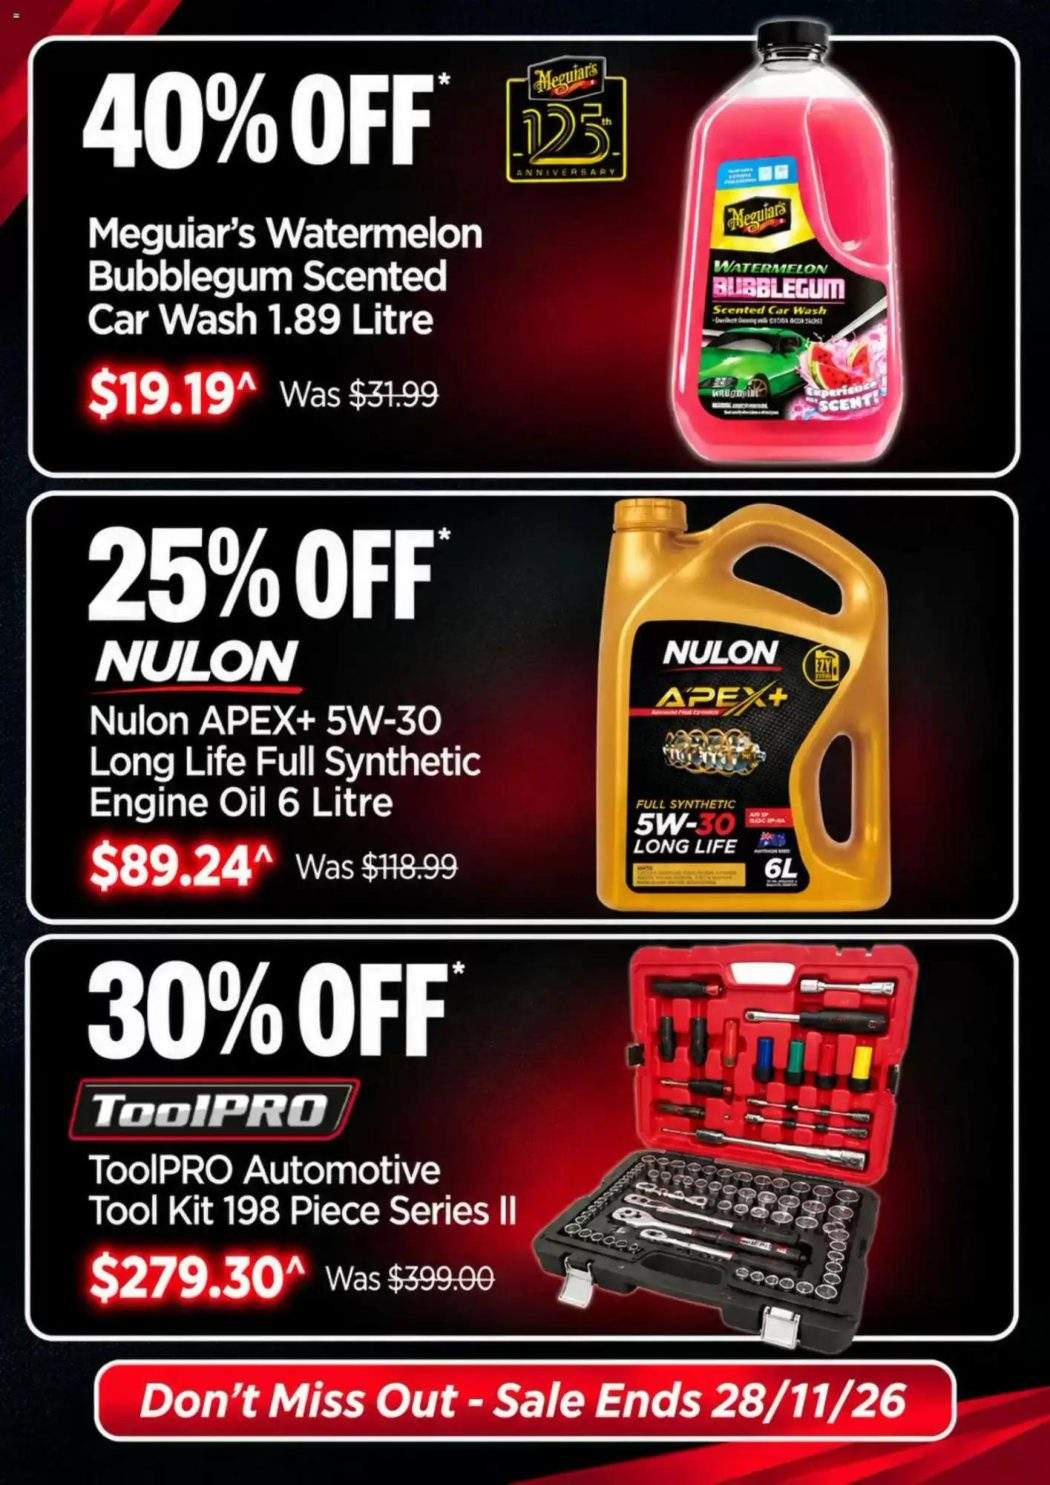 40% OFF*
Meguiar's
125th
ANNIVERSARY
Meguiar's Watermelon
Bubblegum Scented
Car Wash 1.89 Litre
$19.19^ Was $31.99
Meguiar's
WATERMELON
BUBBLEGUM
Scented Car Wash
Experience
SCENT!
25% OFF*
NULON
Nulon APEX+ 5W-30
Long Life Full Synthetic
Engine Oil 6 Litre
$89.24^ Was $118.99
NULON
EZY
APEX+
FULL SYNTHETIC
5W-30
LONG LIFE
6L
30% OFF*
ToolPRO
ToolPRO Automotive
Tool Kit 198 Piece Series II
$279.30^ Was $399.00
Don't Miss Out - Sale Ends 28/11/26